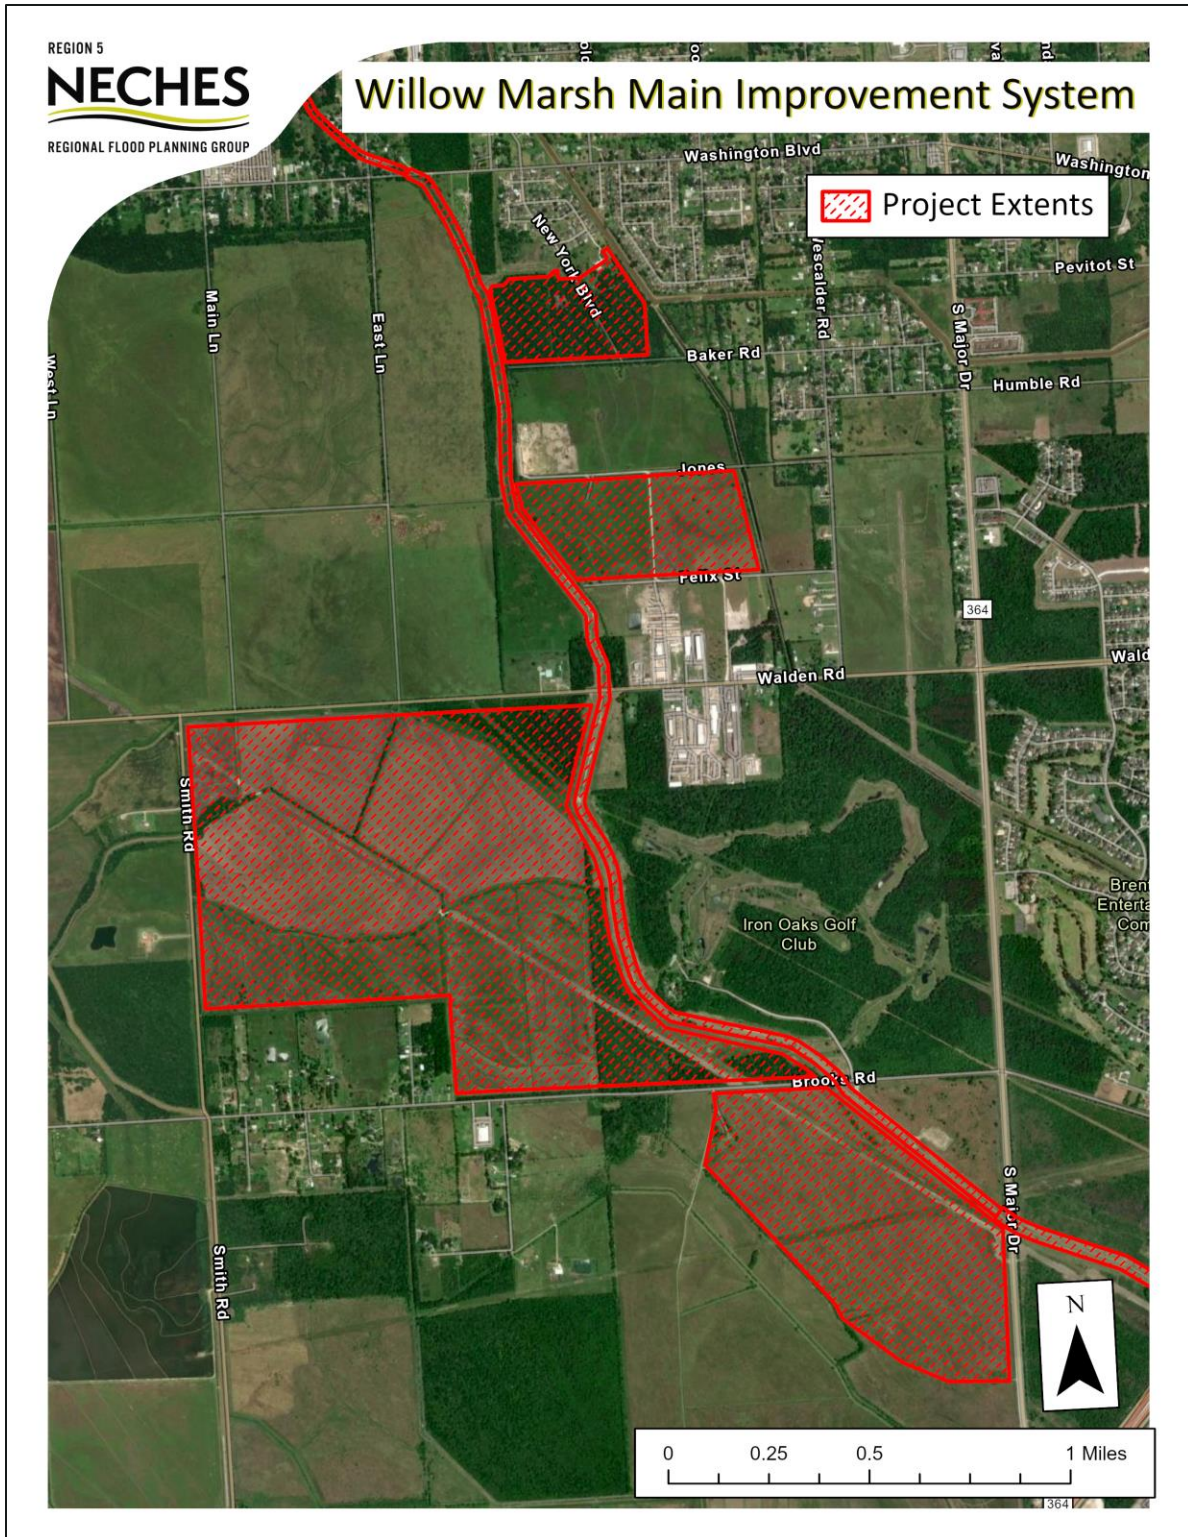 REGION 5
NECHES
REGIONAL FLOOD PLANNING GROUP
Willow Marsh Main Improvement System
Washington Blvd
Washington
Project Extents
New York Blvd
Pevitot St
Main Ln
East Ln
West Ln
S Major Dr
Baker Rd
Humble Rd
Jones
Felix St
364
Walden Rd
Wald
Smith Rd
Iron Oaks Golf
Club
Brooks Rd
S Major Dr
Smith Rd
N
0 0.25 0.5 1 Miles
364